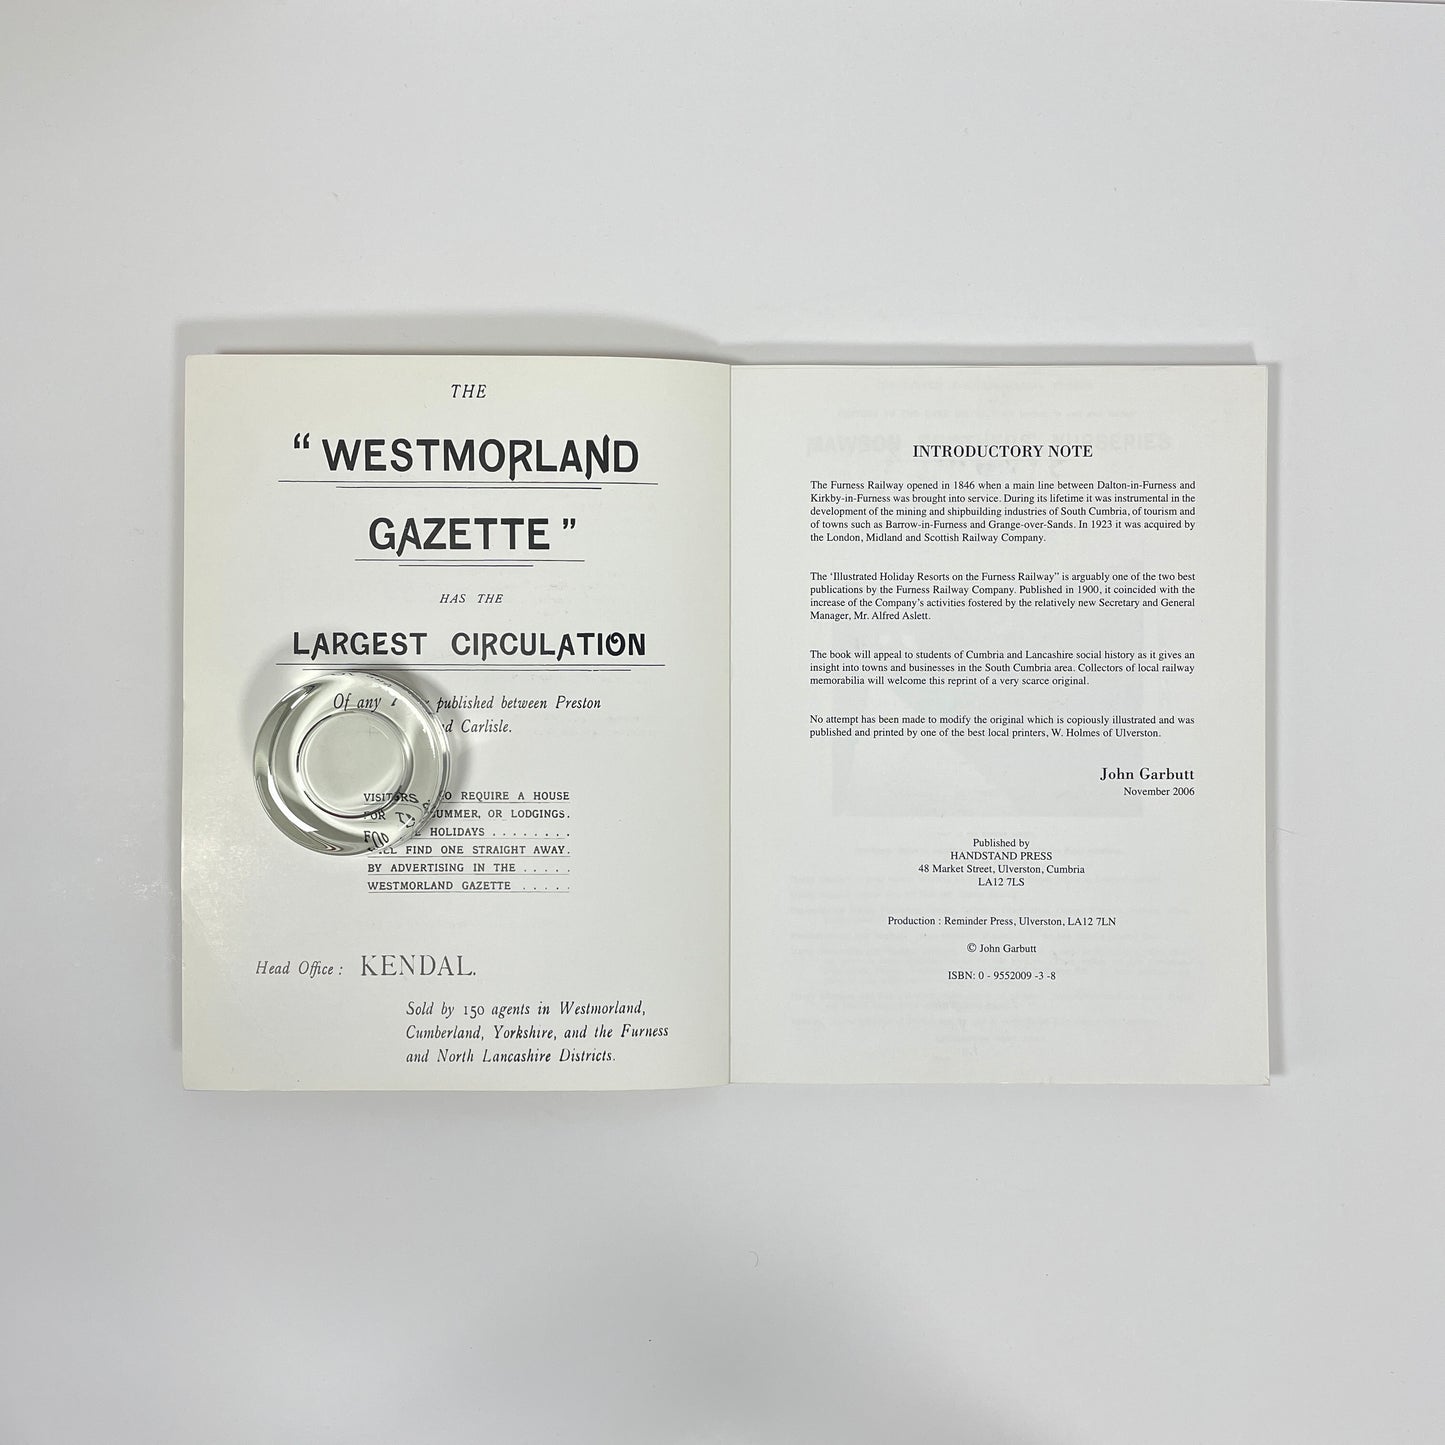 THE
“ WESTMORLAND
GAZETTE ”
HAS THE
LARGEST CIRCULATION
Of any published between Preston
Carlisle.
VISITORS REQUIRE A HOUSE
FOR SUMMER, OR LODGINGS.
HOLIDAYS . . . . . . . .
FIND ONE STRAIGHT AWAY.
BY ADVERTISING IN THE . . . . .
WESTMORLAND GAZETTE . . . . .
Head Office : KENDAL.
Sold by 150 agents in Westmorland,
Cumberland, Yorkshire, and the Furness
and North Lancashire Districts.
INTRODUCTORY NOTE
The Furness Railway opened in 1846 when a main line between Dalton-in-Furness and
Kirkby-in-Furness was brought into service. During its lifetime it was instrumental in the
development of the mining and shipbuilding industries of South Cumbria, of tourism and
of towns such as Barrow-in-Furness and Grange-over-Sands. In 1923 it was acquired by
the London, Midland and Scottish Railway Company.
The ‘Illustrated Holiday Resorts on the Furness Railway” is arguably one of the two best
publications by the Furness Railway Company. Published in 1900, it coincided with the
increase of the Company’s activities fostered by the relatively new Secretary and General
Manager, Mr. Alfred Aslett.
The book will appeal to students of Cumbria and Lancashire social history as it gives an
insight into towns and businesses in the South Cumbria area. Collectors of local railway
memorabilia will welcome this reprint of a very scarce original.
No attempt has been made to modify the original which is copiously illustrated and was
published and printed by one of the best local printers, W. Holmes of Ulverston.
John Garbutt
November 2006
Published by
HANDSTAND PRESS
48 Market Street, Ulverston, Cumbria
LA12 7LS
Production : Reminder Press, Ulverston, LA12 7LN
© John Garbutt
ISBN: 0 - 9552009 -3 -8